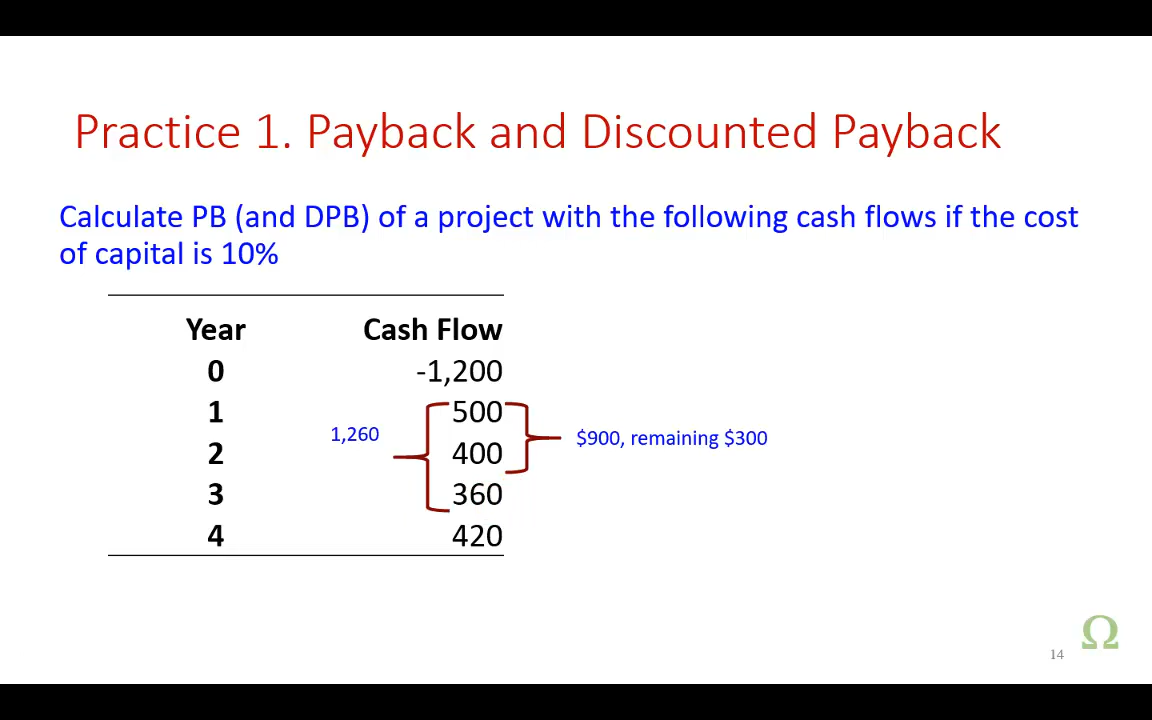 Practice 1. Payback and Discounted Payback
Calculate PB (and DPB) of a project with the following cash flows if the cost
of capital is 10%
Year Cash Flow
0 -1,200
1 500
1,260
$900, remaining $300
2 400
3 360
4 420
Ω
14